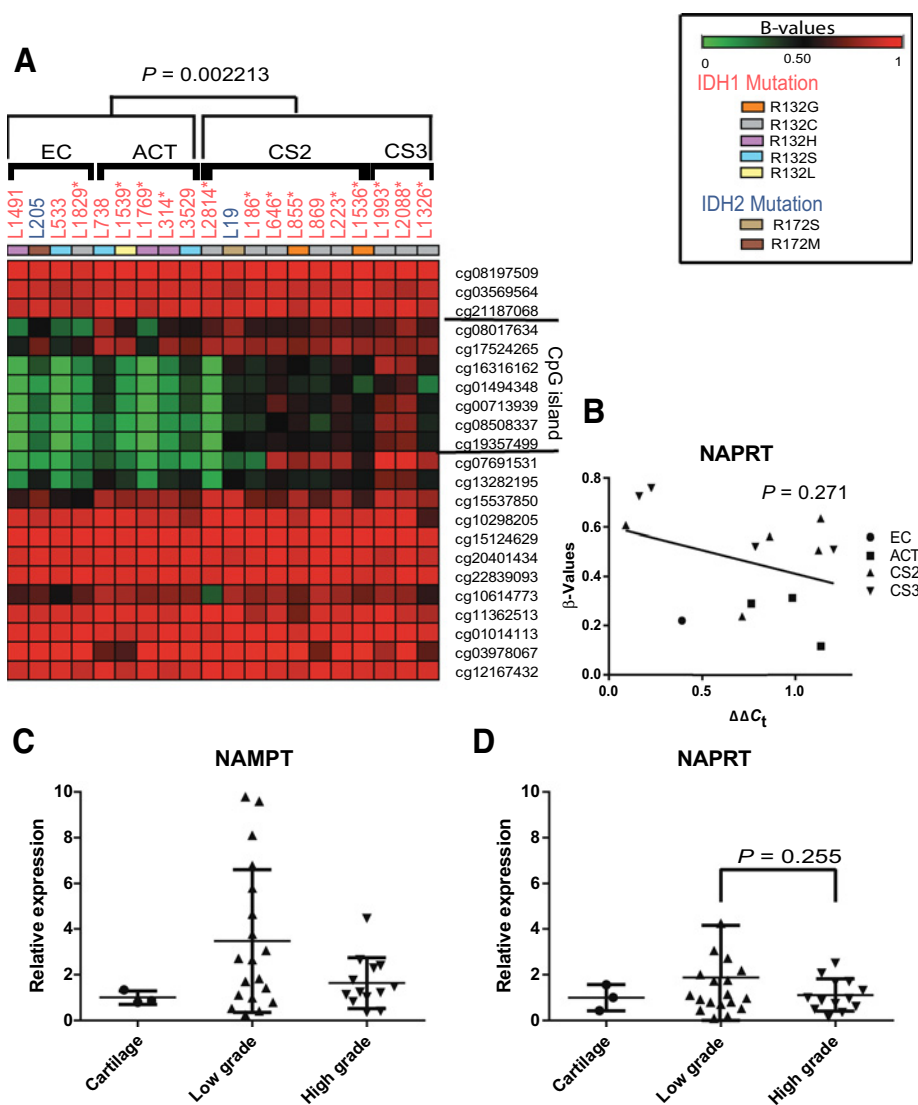 A
P = 0.002213
EC ACT CS2 CS3
L1491 L205 L533 L1829* L738 L1539* L1769* L314* L3529 L2814* L19 L186* L646* L855* L869 L223* L1536* L1993* L2088* L1326*
B-values
0 0.50 1
IDH1 Mutation
R132G
R132C
R132H
R132S
R132L
IDH2 Mutation
R172S
R172M
cg08197509
cg03569564
cg21187068
cg08017634
cg17524265
cg16316162
cg01494348
cg00713939
cg08508337
cg19357499
cg07691531
cg13282195
cg15537850
cg10298205
cg15124629
cg20401434
cg22839093
cg10614773
cg11362513
cg01014113
cg03978067
cg12167432
CpG island
B
NAPRT
P = 0.271
β-Values
0.8
0.6
0.4
0.2
0.0
0.0 0.5 1.0
ΔΔCt
EC
ACT
CS2
CS3
C
NAMPT
Relative expression
10
8
6
4
2
0
Cartilage
Low grade
High grade
D
NAPRT
P = 0.255
Relative expression
10
8
6
4
2
0
Cartilage
Low grade
High grade